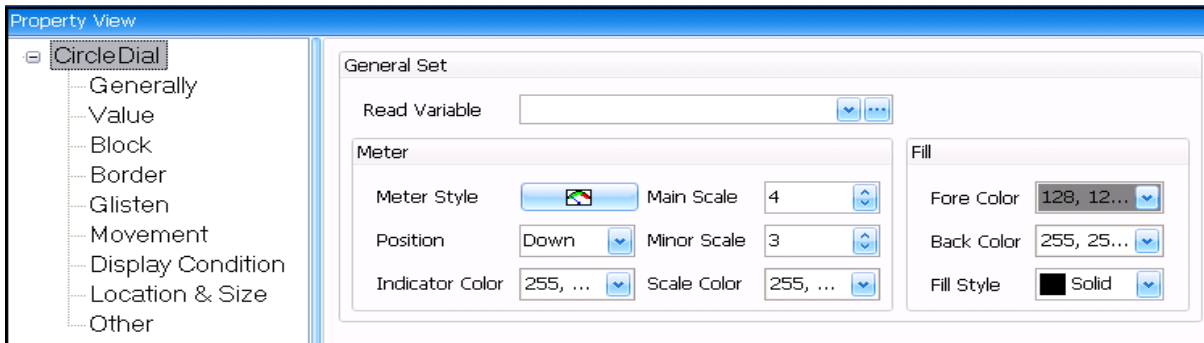 Property View
CircleDial
Generally
Value
Block
Border
Glisten
Movement
Display Condition
Location & Size
Other
General Set
Read Variable
Meter
Meter Style Main Scale 4
Position Down Minor Scale 3
Indicator Color 255, ... Scale Color 255, ...
Fill
Fore Color 128, 12...
Back Color 255, 25...
Fill Style Solid